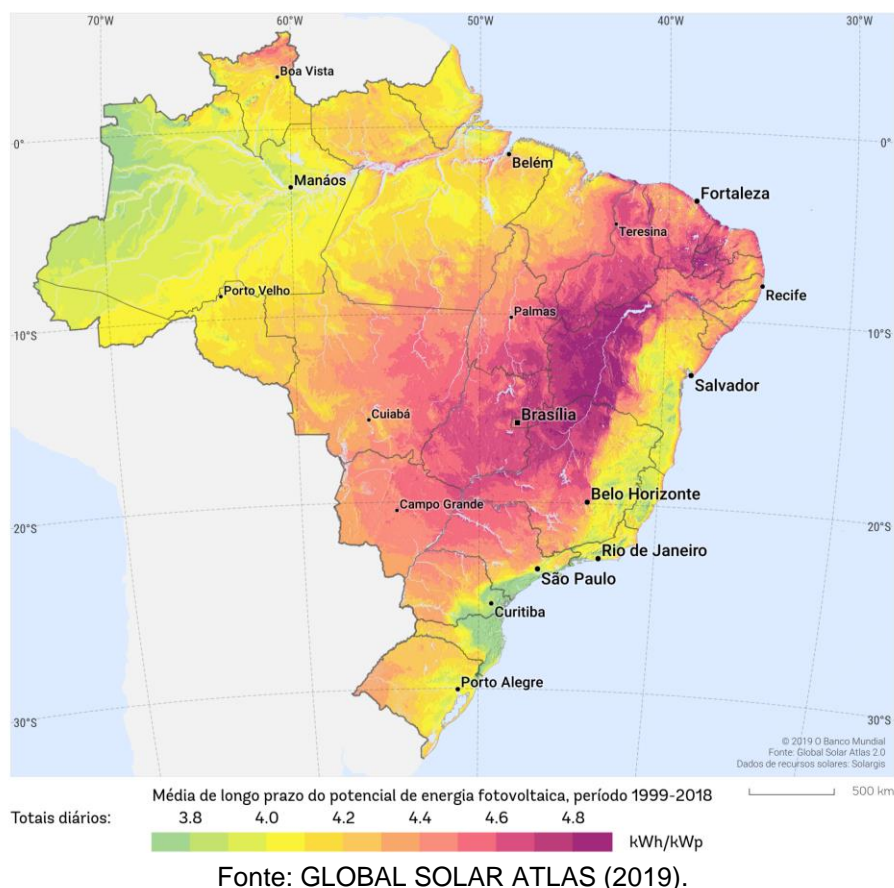 70°W 60°W 50°W 40°W 30°W
Boa Vista
0° 0°
Belém
Manáos
Fortaleza
Teresina
Porto Velho
Recife
10°S Palmas 10°S
Salvador
Cuiabá
Brasília
Belo Horizonte
Campo Grande
20°S 20°S
Rio de Janeiro
São Paulo
Curitiba
Porto Alegre
30°S 30°S
© 2019 O Banco Mundial
Fonte: Global Solar Atlas 2.0
Dados de recursos solares: Solargis
Média de longo prazo do potencial de energia fotovoltaica, período 1999-2018
500 km
Totais diários: 3.8 4.0 4.2 4.4 4.6 4.8
kWh/kWp
Fonte: GLOBAL SOLAR ATLAS (2019).